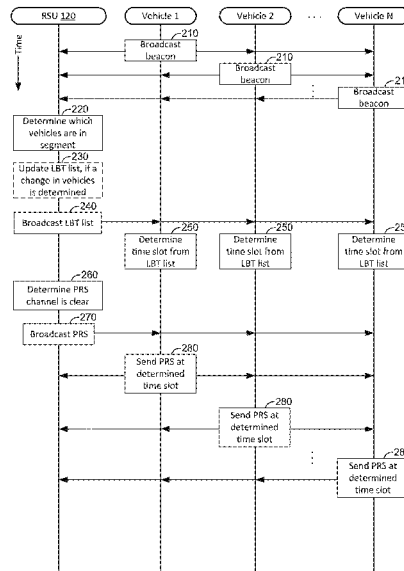 RSU 120
Vehicle 1
Vehicle 2
...
Vehicle N
Time
210
Broadcast
beacon
210
Broadcast
beacon
Broadcast
beacon
220
Determine which
vehicles are in
segment
230
Update LBT list, if a
change in vehicles
is determined
240
Broadcast LBT list
250
Determine
time slot from
LBT list
250
Determine
time slot from
LBT list
Determine
time slot from
LBT list
260
Determine PRS
channel is clear
270
Broadcast PRS
280
Send PRS at
determined
time slot
280
Send PRS at
determined
time slot
Send PRS at
determined
time slot